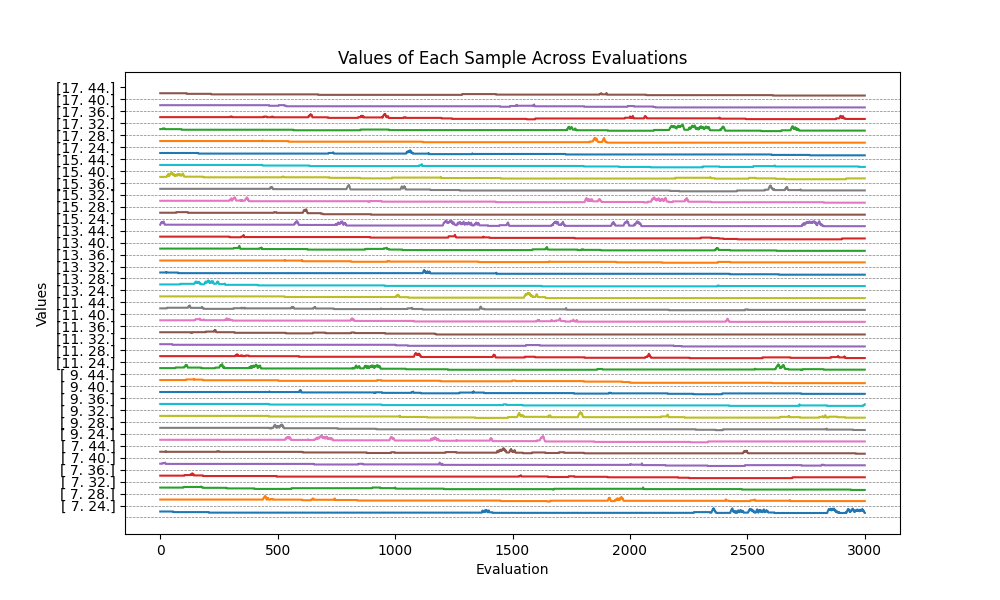 Values of Each Sample Across Evaluations
[17. 44.]
[17. 40.]
[17. 36.]
[17. 32.]
[17. 28.]
[17. 24.]
[15. 44.]
[15. 40.]
[15. 36.]
[15. 32.]
[15. 28.]
[15. 24.]
[13. 44.]
[13. 40.]
[13. 36.]
[13. 32.]
[13. 28.]
[13. 24.]
[11. 44.]
[11. 40.]
[11. 36.]
[11. 32.]
[11. 28.]
[11. 24.]
[ 9. 44.]
[ 9. 40.]
[ 9. 36.]
[ 9. 32.]
[ 9. 28.]
[ 9. 24.]
[ 7. 44.]
[ 7. 40.]
[ 7. 36.]
[ 7. 32.]
[ 7. 28.]
[ 7. 24.]
Values
0 500 1000 1500 2000 2500 3000
Evaluation